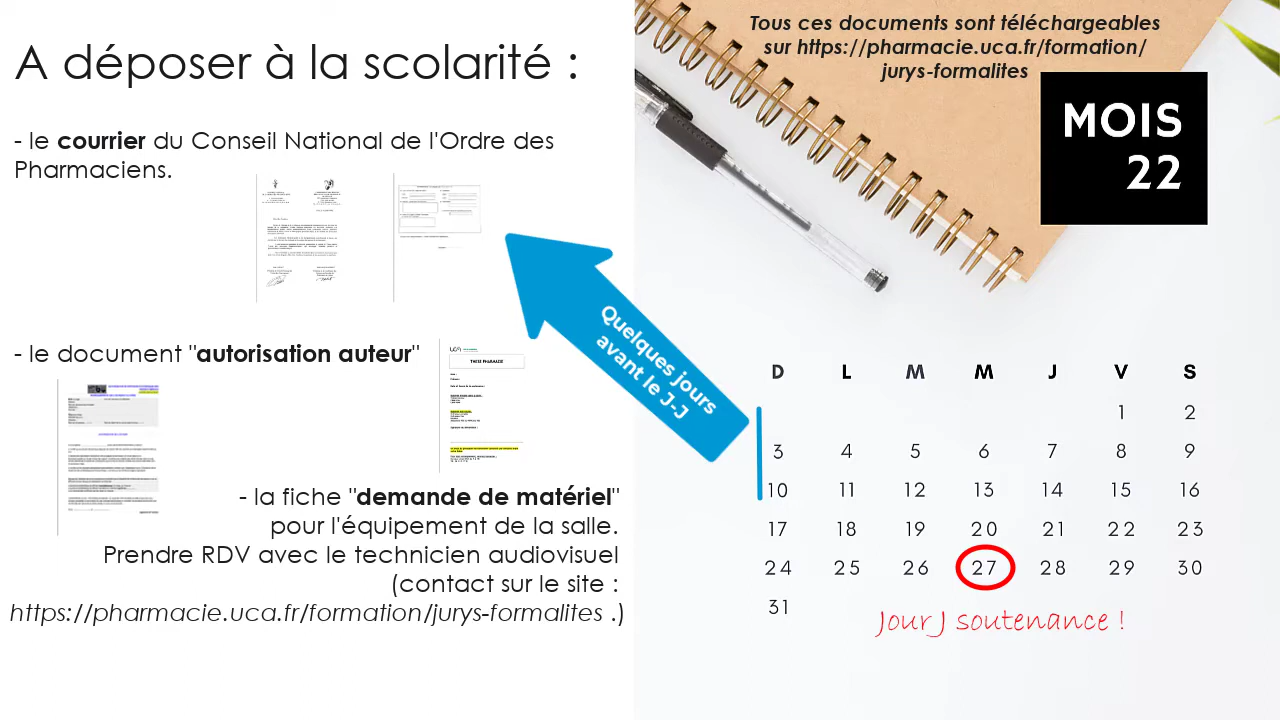 A déposer à la scolarité :
- le courrier du Conseil National de l'Ordre des
Pharmaciens.
- le document "autorisation auteur"
THESE PHARMACIE
- la fiche "demande de matériel"
pour l'équipement de la salle.
Prendre RDV avec le technicien audiovisuel
(contact sur le site :
https://pharmacie.uca.fr/formation/jurys-formalites .)
Quelques jours
avant le J-J
Tous ces documents sont téléchargeables
sur https://pharmacie.uca.fr/formation/
jurys-formalites
MOIS
22
D L M M J V S
1 2
3 4 5 6 7 8 9
10 11 12 13 14 15 16
17 18 19 20 21 22 23
24 25 26 27 28 29 30
31
Jour J soutenance !